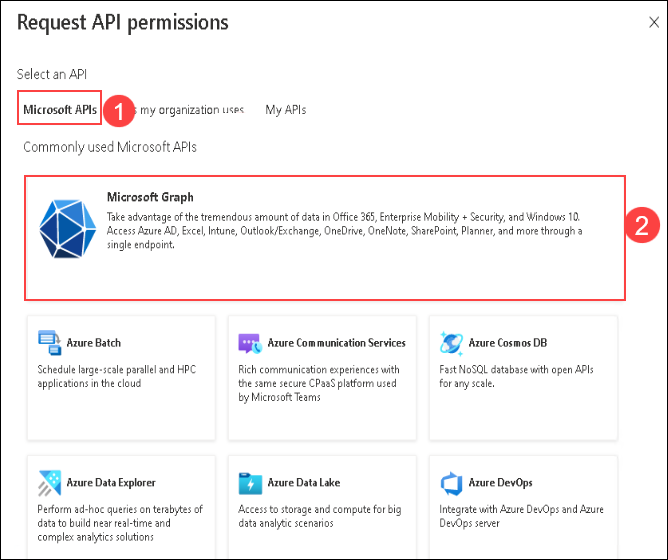 Request API permissions
Select an API
Microsoft APIs 1 s my organization uses My APIs
Commonly used Microsoft APIs
Microsoft Graph
Take advantage of the tremendous amount of data in Office 365, Enterprise Mobility + Security, and Windows 10.
Access Azure AD, Excel, Intune, Outlook/Exchange, OneDrive, OneNote, SharePoint, Planner, and more through a
single endpoint.
2
Azure Batch
Schedule large-scale parallel and HPC
applications in the cloud
Azure Communication Services
Rich communication experiences with
the same secure CPaaS platform used
by Microsoft Teams
Azure Cosmos DB
Fast NoSQL database with open APIs
for any scale.
Azure Data Explorer
Perform ad-hoc queries on terabytes of
data to build near real-time and
complex analytics solutions
Azure Data Lake
Access to storage and compute for big
data analytic scenarios
Azure DevOps
Integrate with Azure DevOps and Azure
DevOps server